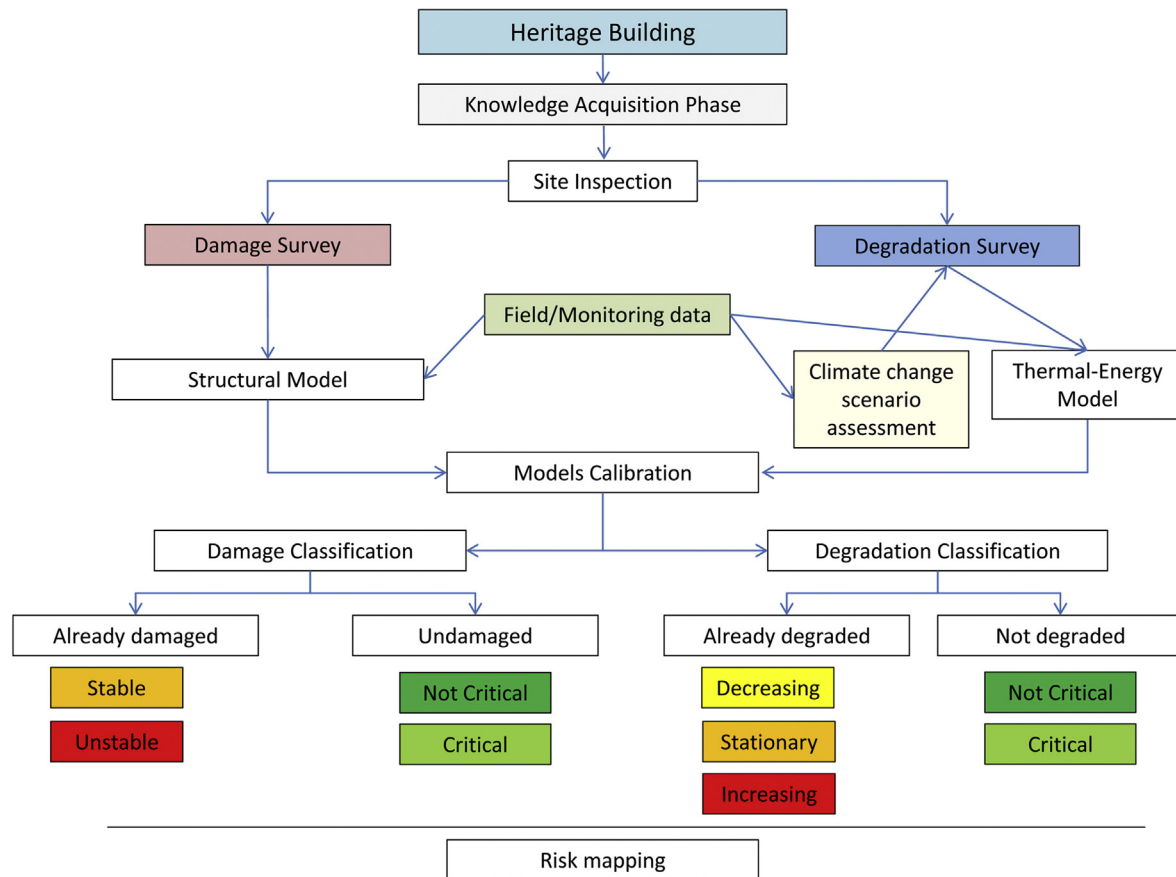 Heritage Building
Knowledge Acquisition Phase
Site Inspection
Damage Survey
Degradation Survey
Field/Monitoring data
Structural Model
Climate change
scenario
assessment
Thermal-Energy
Model
Models Calibration
Damage Classification
Degradation Classification
Already damaged
Undamaged
Already degraded
Not degraded
Stable
Not Critical
Decreasing
Not Critical
Unstable
Critical
Stationary
Critical
Increasing
Risk mapping